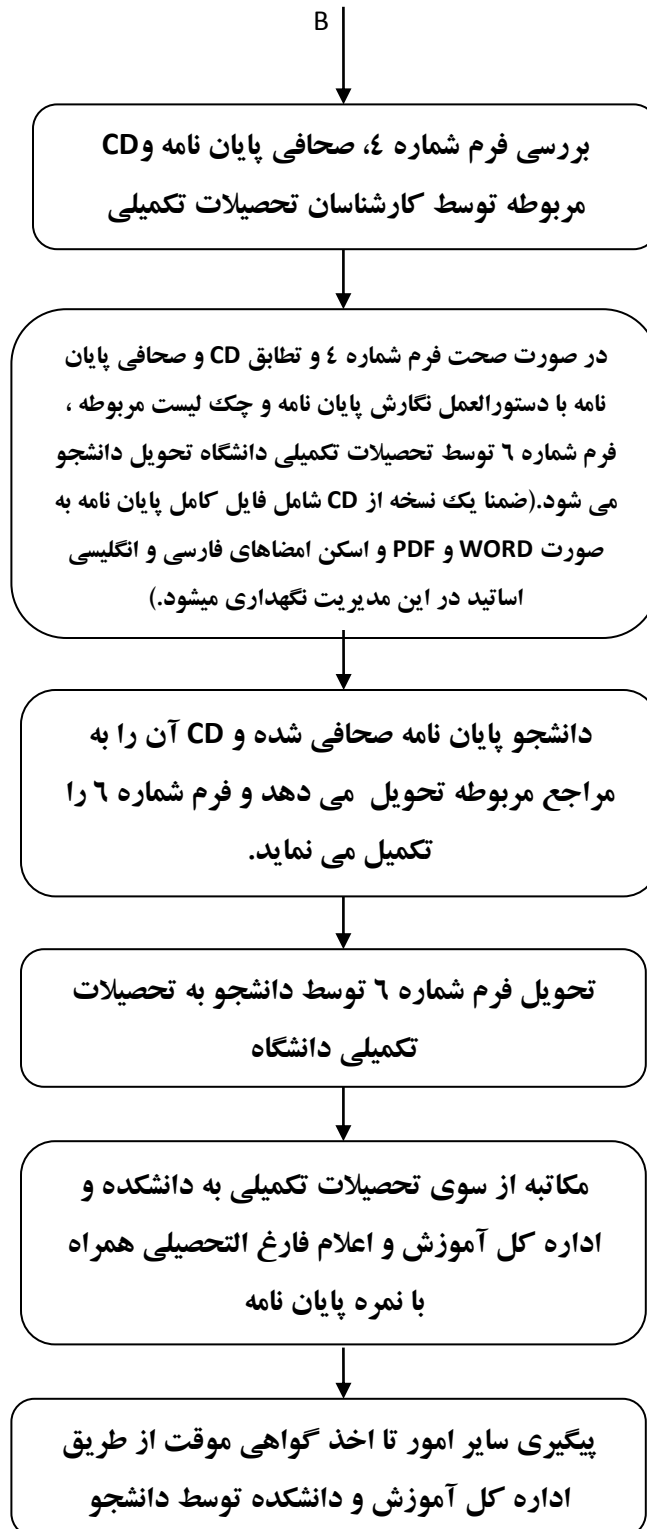 B
بررسی فرم شماره ٤، صحافی پایان نامه وCD
مربوطه توسط کارشناسان تحصیلات تکمیلی
در صورت صحت فرم شماره ٤ و تطابق CD و صحافی پایان
نامه با دستورالعمل نگارش پایان نامه و چک لیست مربوطه ،
فرم شماره ٦ توسط تحصیلات تکمیلی دانشگاه تحویل دانشجو
می شود.(ضمنا یک نسخه از CD شامل فایل کامل پایان نامه به
صورت WORD و PDF و اسکن امضاهای فارسی و انگلیسی
اساتید در این مدیریت نگهداری میشود.)
دانشجو پایان نامه صحافی شده و CD آن را به
مراجع مربوطه تحویل می دهد و فرم شماره ٦ را
تکمیل می نماید.
تحویل فرم شماره ٦ توسط دانشجو به تحصیلات
تکمیلی دانشگاه
مکاتبه از سوی تحصیلات تکمیلی به دانشکده و
اداره کل آموزش و اعلام فارغ التحصیلی همراه
با نمره پایان نامه
پیگیری سایر امور تا اخذ گواهی موقت از طریق
اداره کل آموزش و دانشکده توسط دانشجو